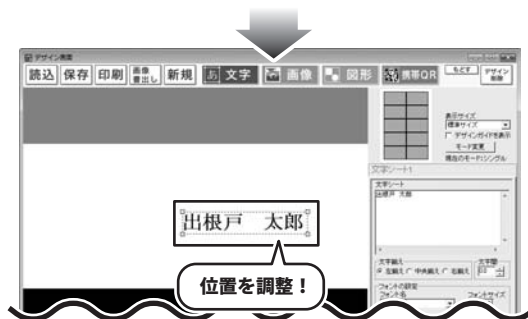 デザイン画面
読込 保存 印刷 画像書出し 新規 あ 文字 画像 図形 携帯QR もどす デザイン削除
表示サイズ
標準サイズ
デザインガイドを表示
モード変更
現在のモード:シングル
文字シート1
文字シート
出根戸 太郎
出根戸 太郎
位置を調整!
文字揃え 文字間
左揃え 中央揃え 右揃え
フォントの設定
フォント名 フォントサイズ